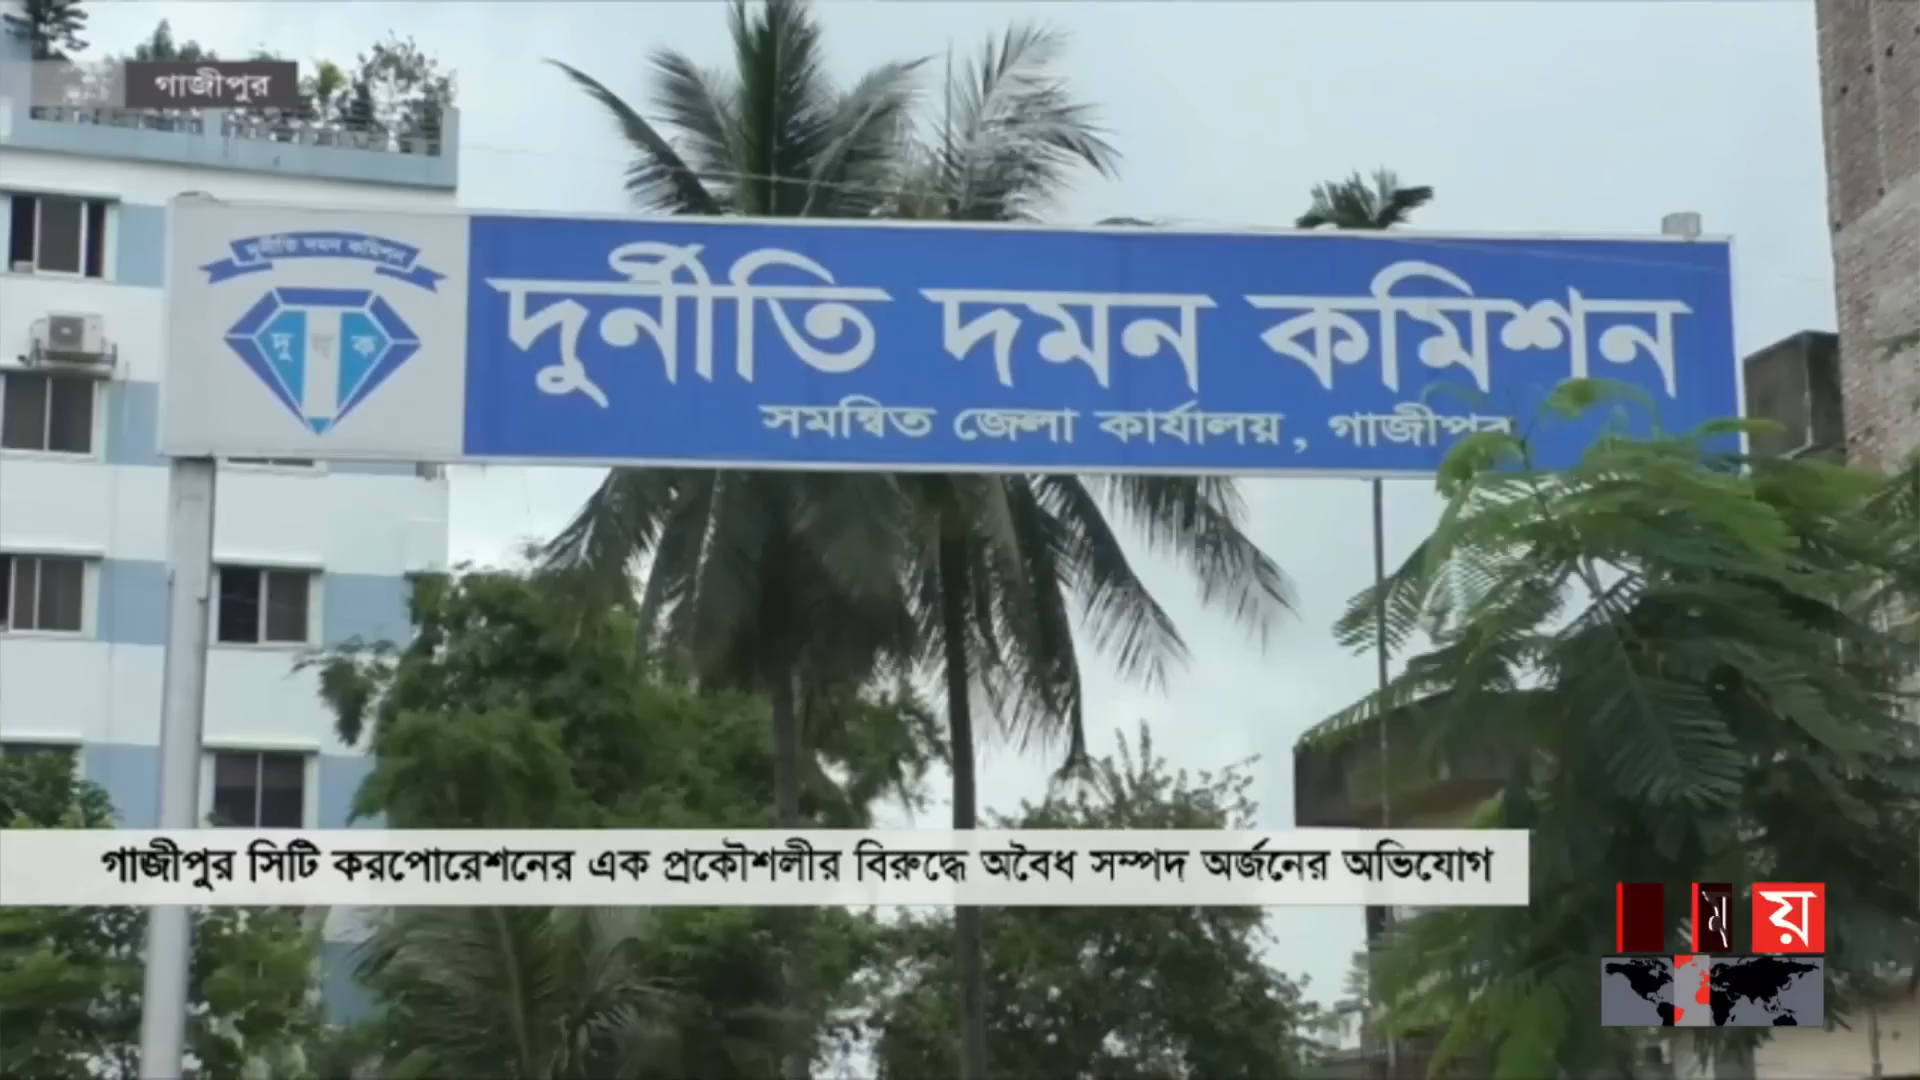 গাজীপুর
দুর্নীতি দমন কমিশন
দু ক
দুর্নীতি দমন কমিশন
সমন্বিত জেলা কার্যালয়, গাজীপুর
গাজীপুর সিটি করপোরেশনের এক প্রকৌশলীর বিরুদ্ধে অবৈধ সম্পদ অর্জনের অভিযোগ
ম য়